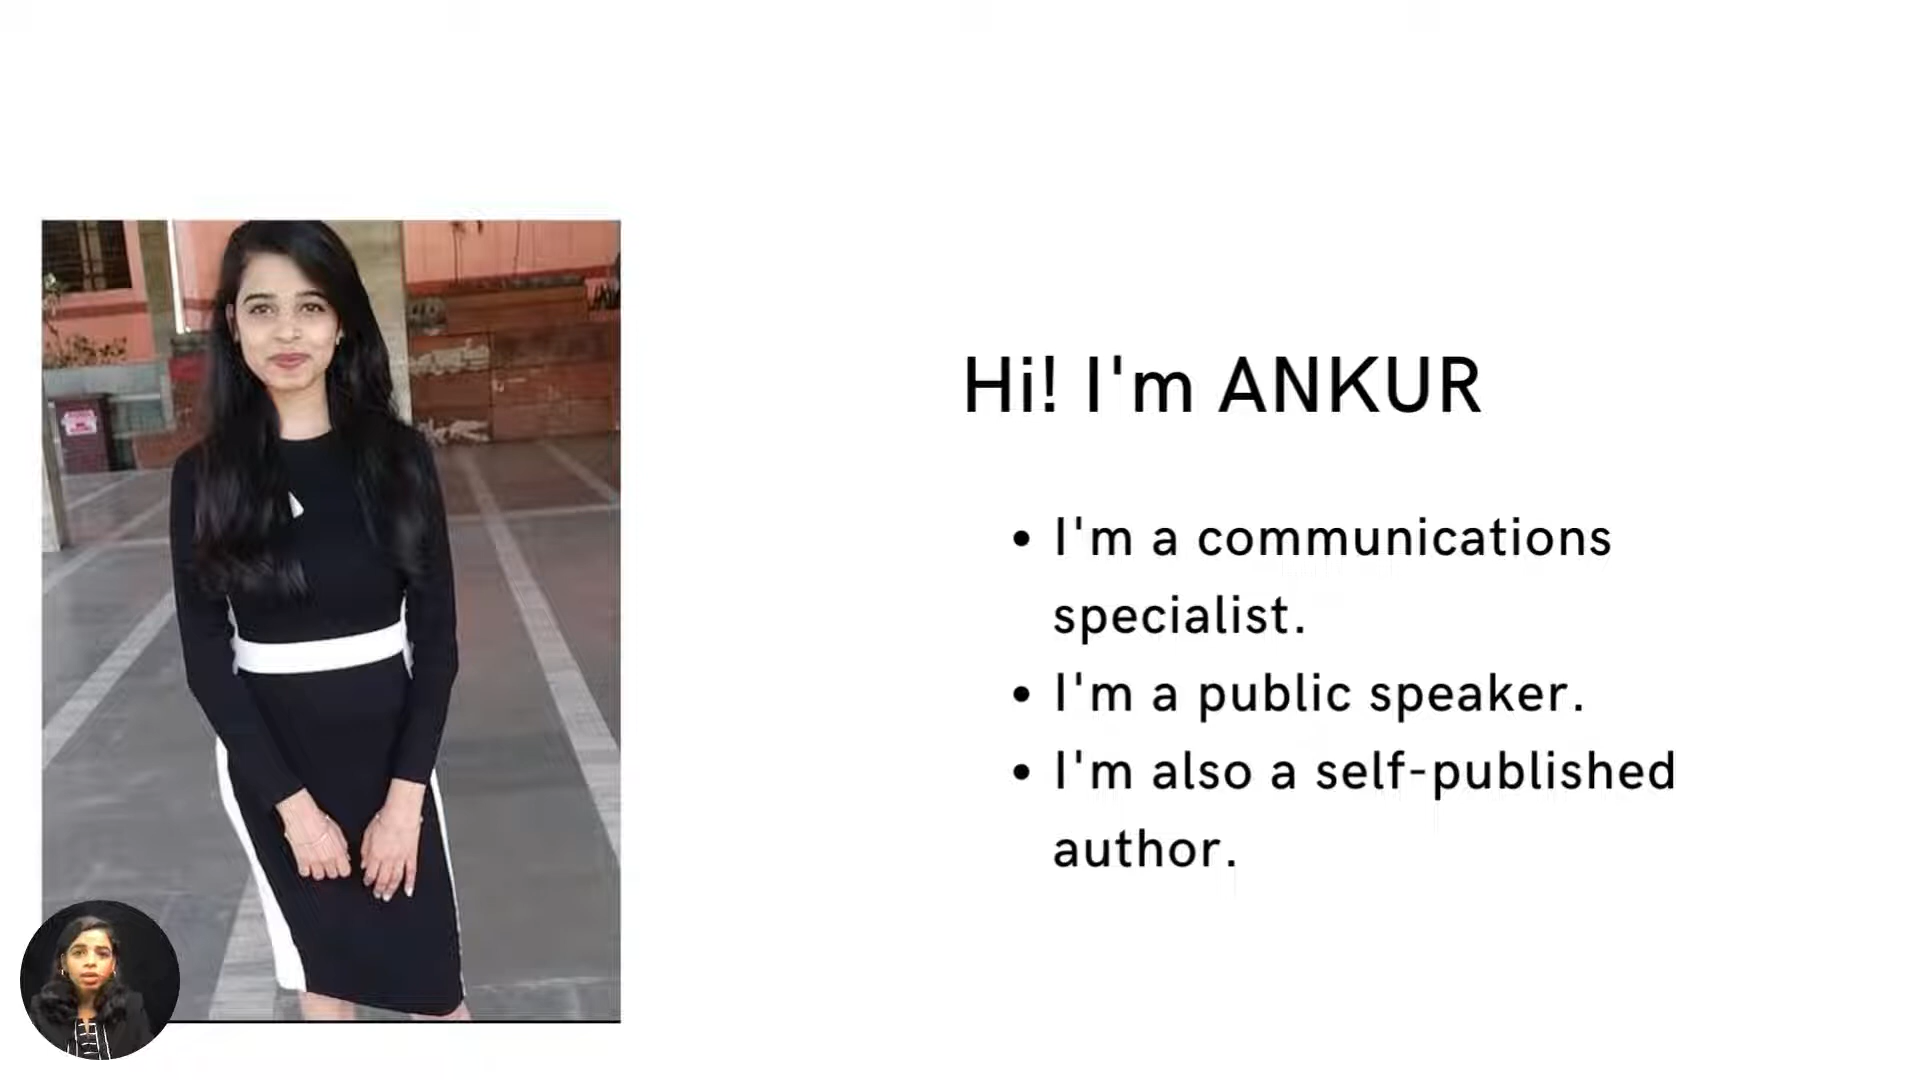 Hi! I'm ANKUR
• I'm a communications
specialist.
• I'm a public speaker.
• I'm also a self-published
author.